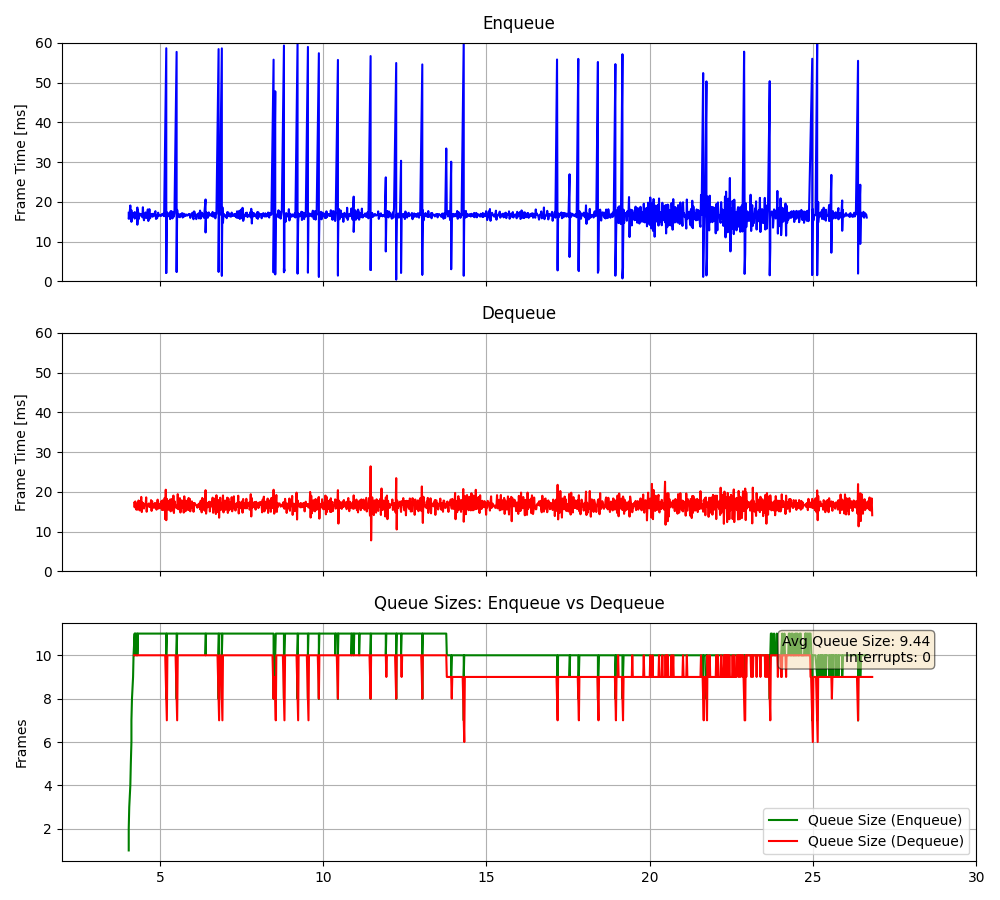 Enqueue
60
50
40
30
20
10
0
Frame Time [ms]
Dequeue
60
50
40
30
20
10
0
Frame Time [ms]
Queue Sizes: Enqueue vs Dequeue
10
8
6
4
2
Frames
Avg Queue Size: 9.44
Interrupts: 0
Queue Size (Enqueue)
Queue Size (Dequeue)
5 10 15 20 25 30